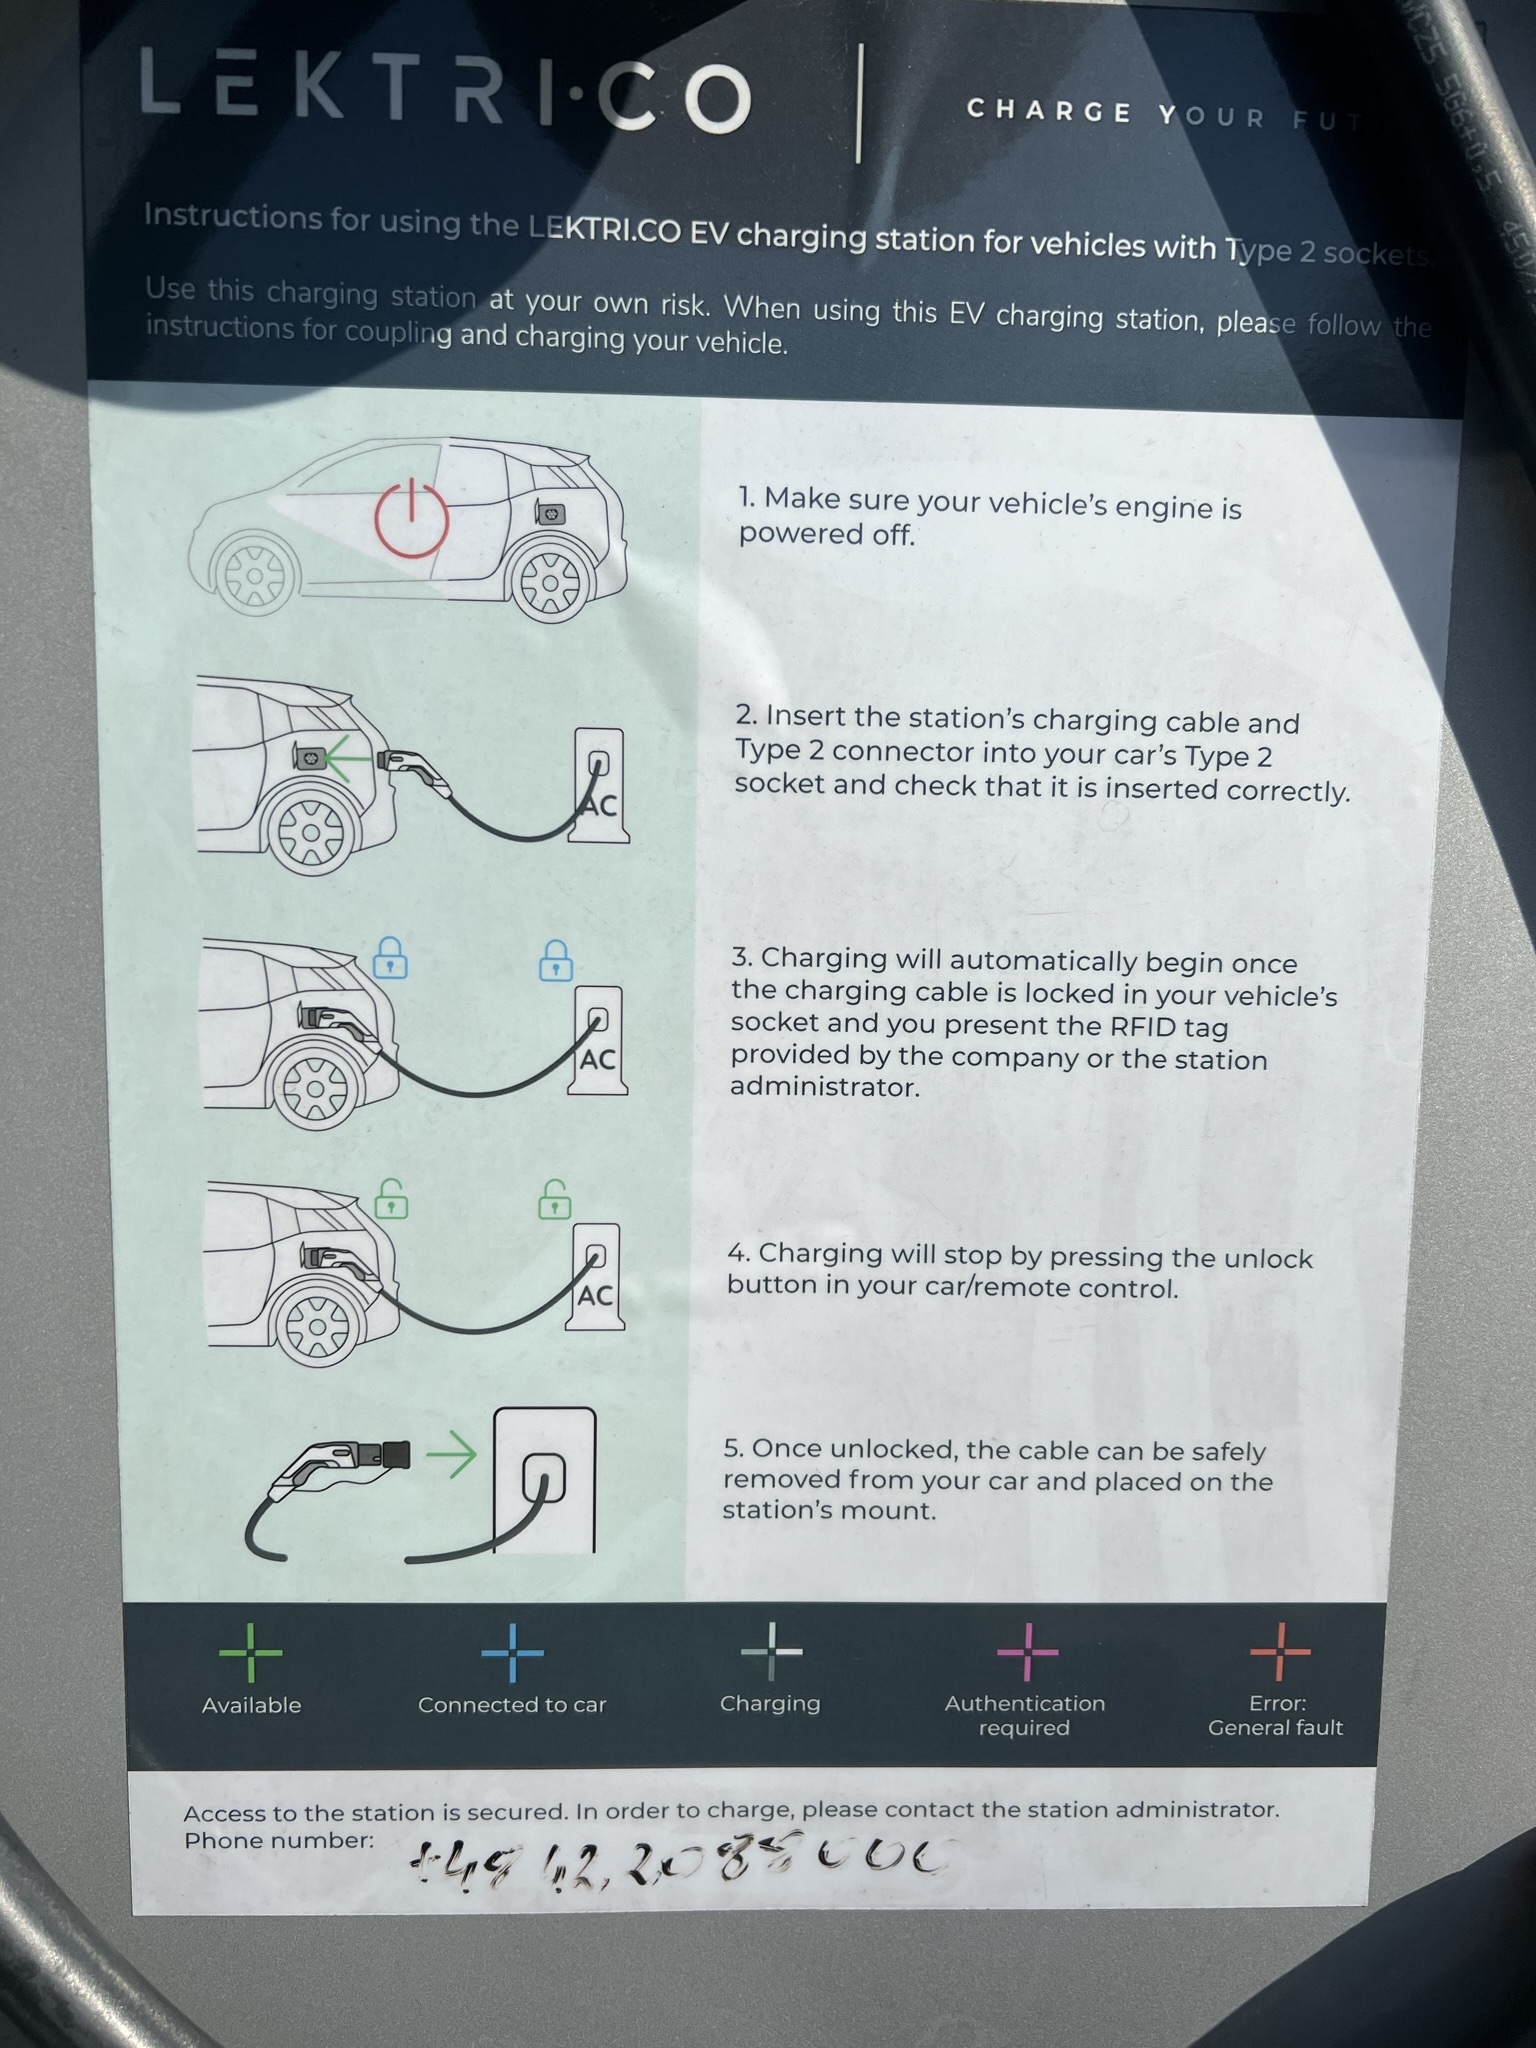 LEKTRI·CO
CHARGE YOUR FUT
Instructions for using the LEKTRI.CO EV charging station for vehicles with Type 2 sockets.
Use this charging station at your own risk. When using this EV charging station, please follow the
instructions for coupling and charging your vehicle.
1. Make sure your vehicle's engine is
powered off.
2. Insert the station's charging cable and
Type 2 connector into your car's Type 2
socket and check that it is inserted correctly.
AC
3. Charging will automatically begin once
the charging cable is locked in your vehicle's
socket and you present the RFID tag
provided by the company or the station
administrator.
AC
4. Charging will stop by pressing the unlock
button in your car/remote control.
AC
5. Once unlocked, the cable can be safely
removed from your car and placed on the
station's mount.
Available
Connected to car
Charging
Authentication
required
Error:
General fault
Access to the station is secured. In order to charge, please contact the station administrator.
Phone number: